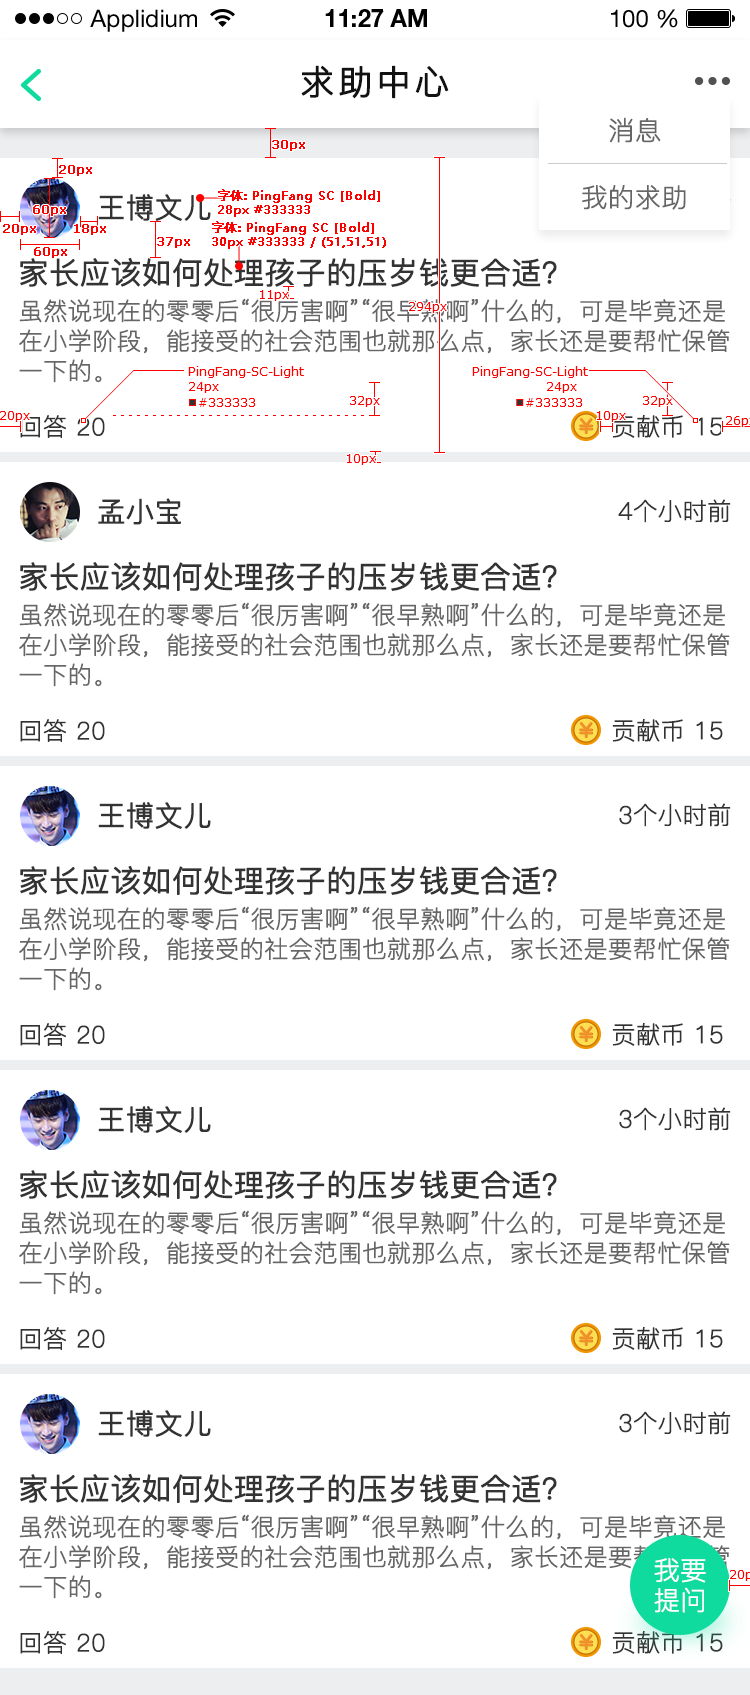 ●●●○○ Applidium 11:27 AM 100 %
求助中心
•••
消息
我的求助
30px
20px
60px
20px
18px
60px
37px
王博文儿
字体: PingFang SC [Bold]
28px #333333
字体: PingFang SC [Bold]
30px #333333 / (51,51,51)
家长应该如何处理孩子的压岁钱更合适?
11px
294px
虽然说现在的零零后“很厉害啊”“很早熟啊”什么的，可是毕竟还是
在小学阶段，能接受的社会范围也就那么点，家长还是要帮忙保管
一下的。
PingFang-SC-Light
24px
#333333
32px
PingFang-SC-Light
24px
#333333
32px
20px
10px
26px
回答 20 贡献币 15
10px
孟小宝 4个小时前
家长应该如何处理孩子的压岁钱更合适?
虽然说现在的零零后“很厉害啊”“很早熟啊”什么的，可是毕竟还是
在小学阶段，能接受的社会范围也就那么点，家长还是要帮忙保管
一下的。
回答 20 贡献币 15
王博文儿 3个小时前
家长应该如何处理孩子的压岁钱更合适?
虽然说现在的零零后“很厉害啊”“很早熟啊”什么的，可是毕竟还是
在小学阶段，能接受的社会范围也就那么点，家长还是要帮忙保管
一下的。
回答 20 贡献币 15
王博文儿 3个小时前
家长应该如何处理孩子的压岁钱更合适?
虽然说现在的零零后“很厉害啊”“很早熟啊”什么的，可是毕竟还是
在小学阶段，能接受的社会范围也就那么点，家长还是要帮忙保管
一下的。
回答 20 贡献币 15
王博文儿 3个小时前
家长应该如何处理孩子的压岁钱更合适?
虽然说现在的零零后“很厉害啊”“很早熟啊”什么的，可是毕竟还是
在小学阶段，能接受的社会范围也就那么点，家长还是要帮忙保管
一下的。
我要
提问
20p
回答 20 贡献币 15